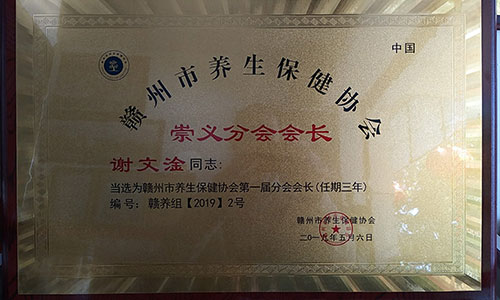 中国
赣州市养生保健协会
崇义分会会长
谢文淦同志：
当选为赣州市养生保健协会第一届分会会长(任期三年)
编号：赣养组【2019】2号
赣州市养生保健协会
二〇一九年五月六日